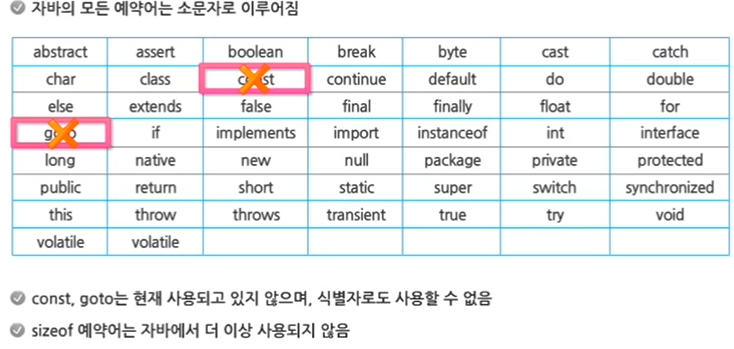 자바의 모든 예약어는 소문자로 이루어짐
abstract assert boolean break byte cast catch
char class const continue default do double
else extends false final finally float for
goto if implements import instanceof int interface
long native new null package private protected
public return short static super switch synchronized
this throw throws transient true try void
volatile volatile
const, goto는 현재 사용되고 있지 않으며, 식별자로도 사용할 수 없음
sizeof 예약어는 자바에서 더 이상 사용되지 않음